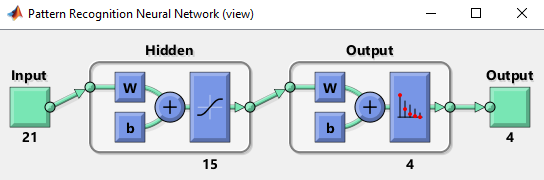 Pattern Recognition Neural Network (view)
Hidden
Output
Input
Output
W
W
b
b
21
15
4
4